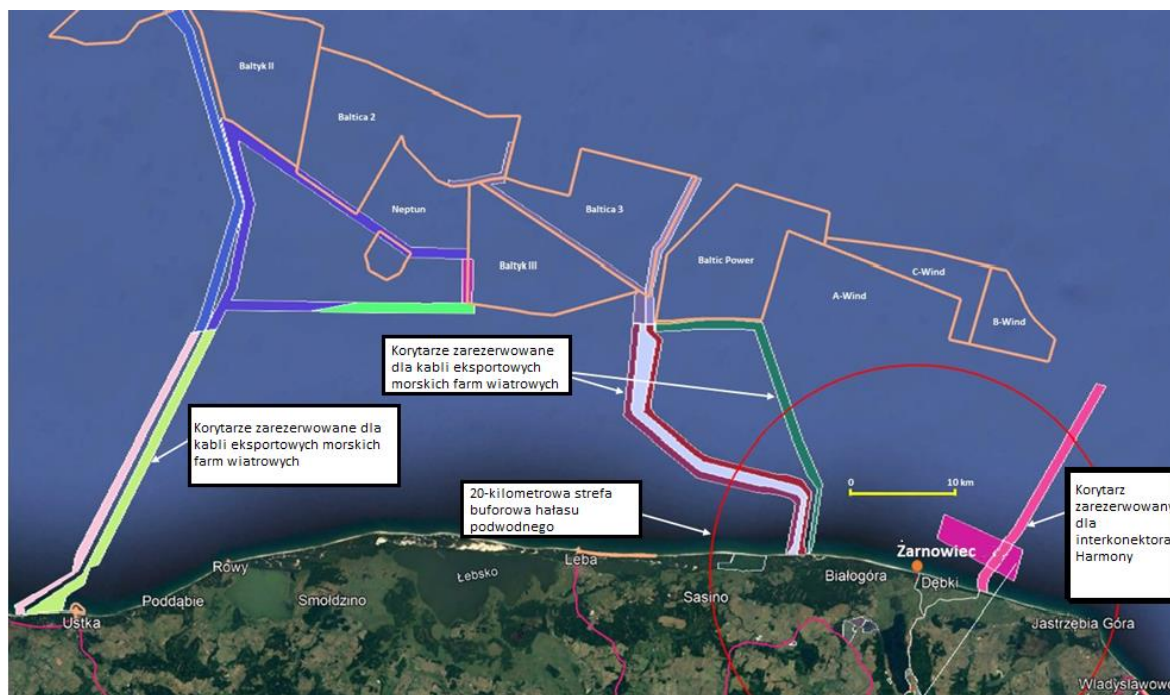 Bałtyk II
Baltica 2
Neptun
Baltica 3
Bałtyk III
Baltic Power
C-Wind
A-Wind
B-Wind
Korytarze zarezerwowane
dla kabli eksportowych
morskich farm wiatrowych
Korytarze zarezerwowane dla
kabli eksportowych morskich
farm wiatrowych
20-kilometrowa strefa
buforowa hałasu
podwodnego
0
10 km
Korytarz
zarezerwowany
dla
interkonektora
Harmony
Żarnowiec
Dębki
Białogóra
Łeba
Rowy
Łebsko
Smołdzino
Poddąbie
Sasino
Ustka
Jastrzębia Góra
Władysławowo